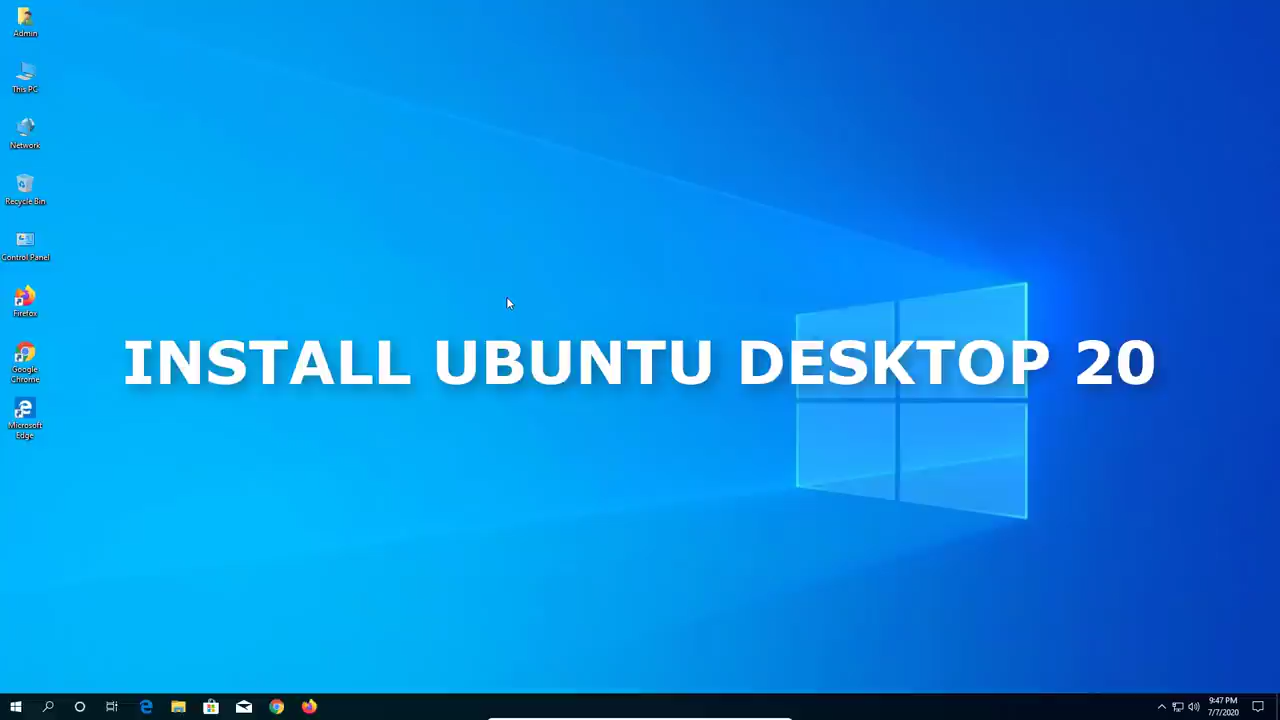 Admin
This PC
Network
Recycle Bin
Control Panel
Firefox
Google
Chrome
Microsoft
Edge
INSTALL UBUNTU DESKTOP 20
9:47 PM
7/7/2020